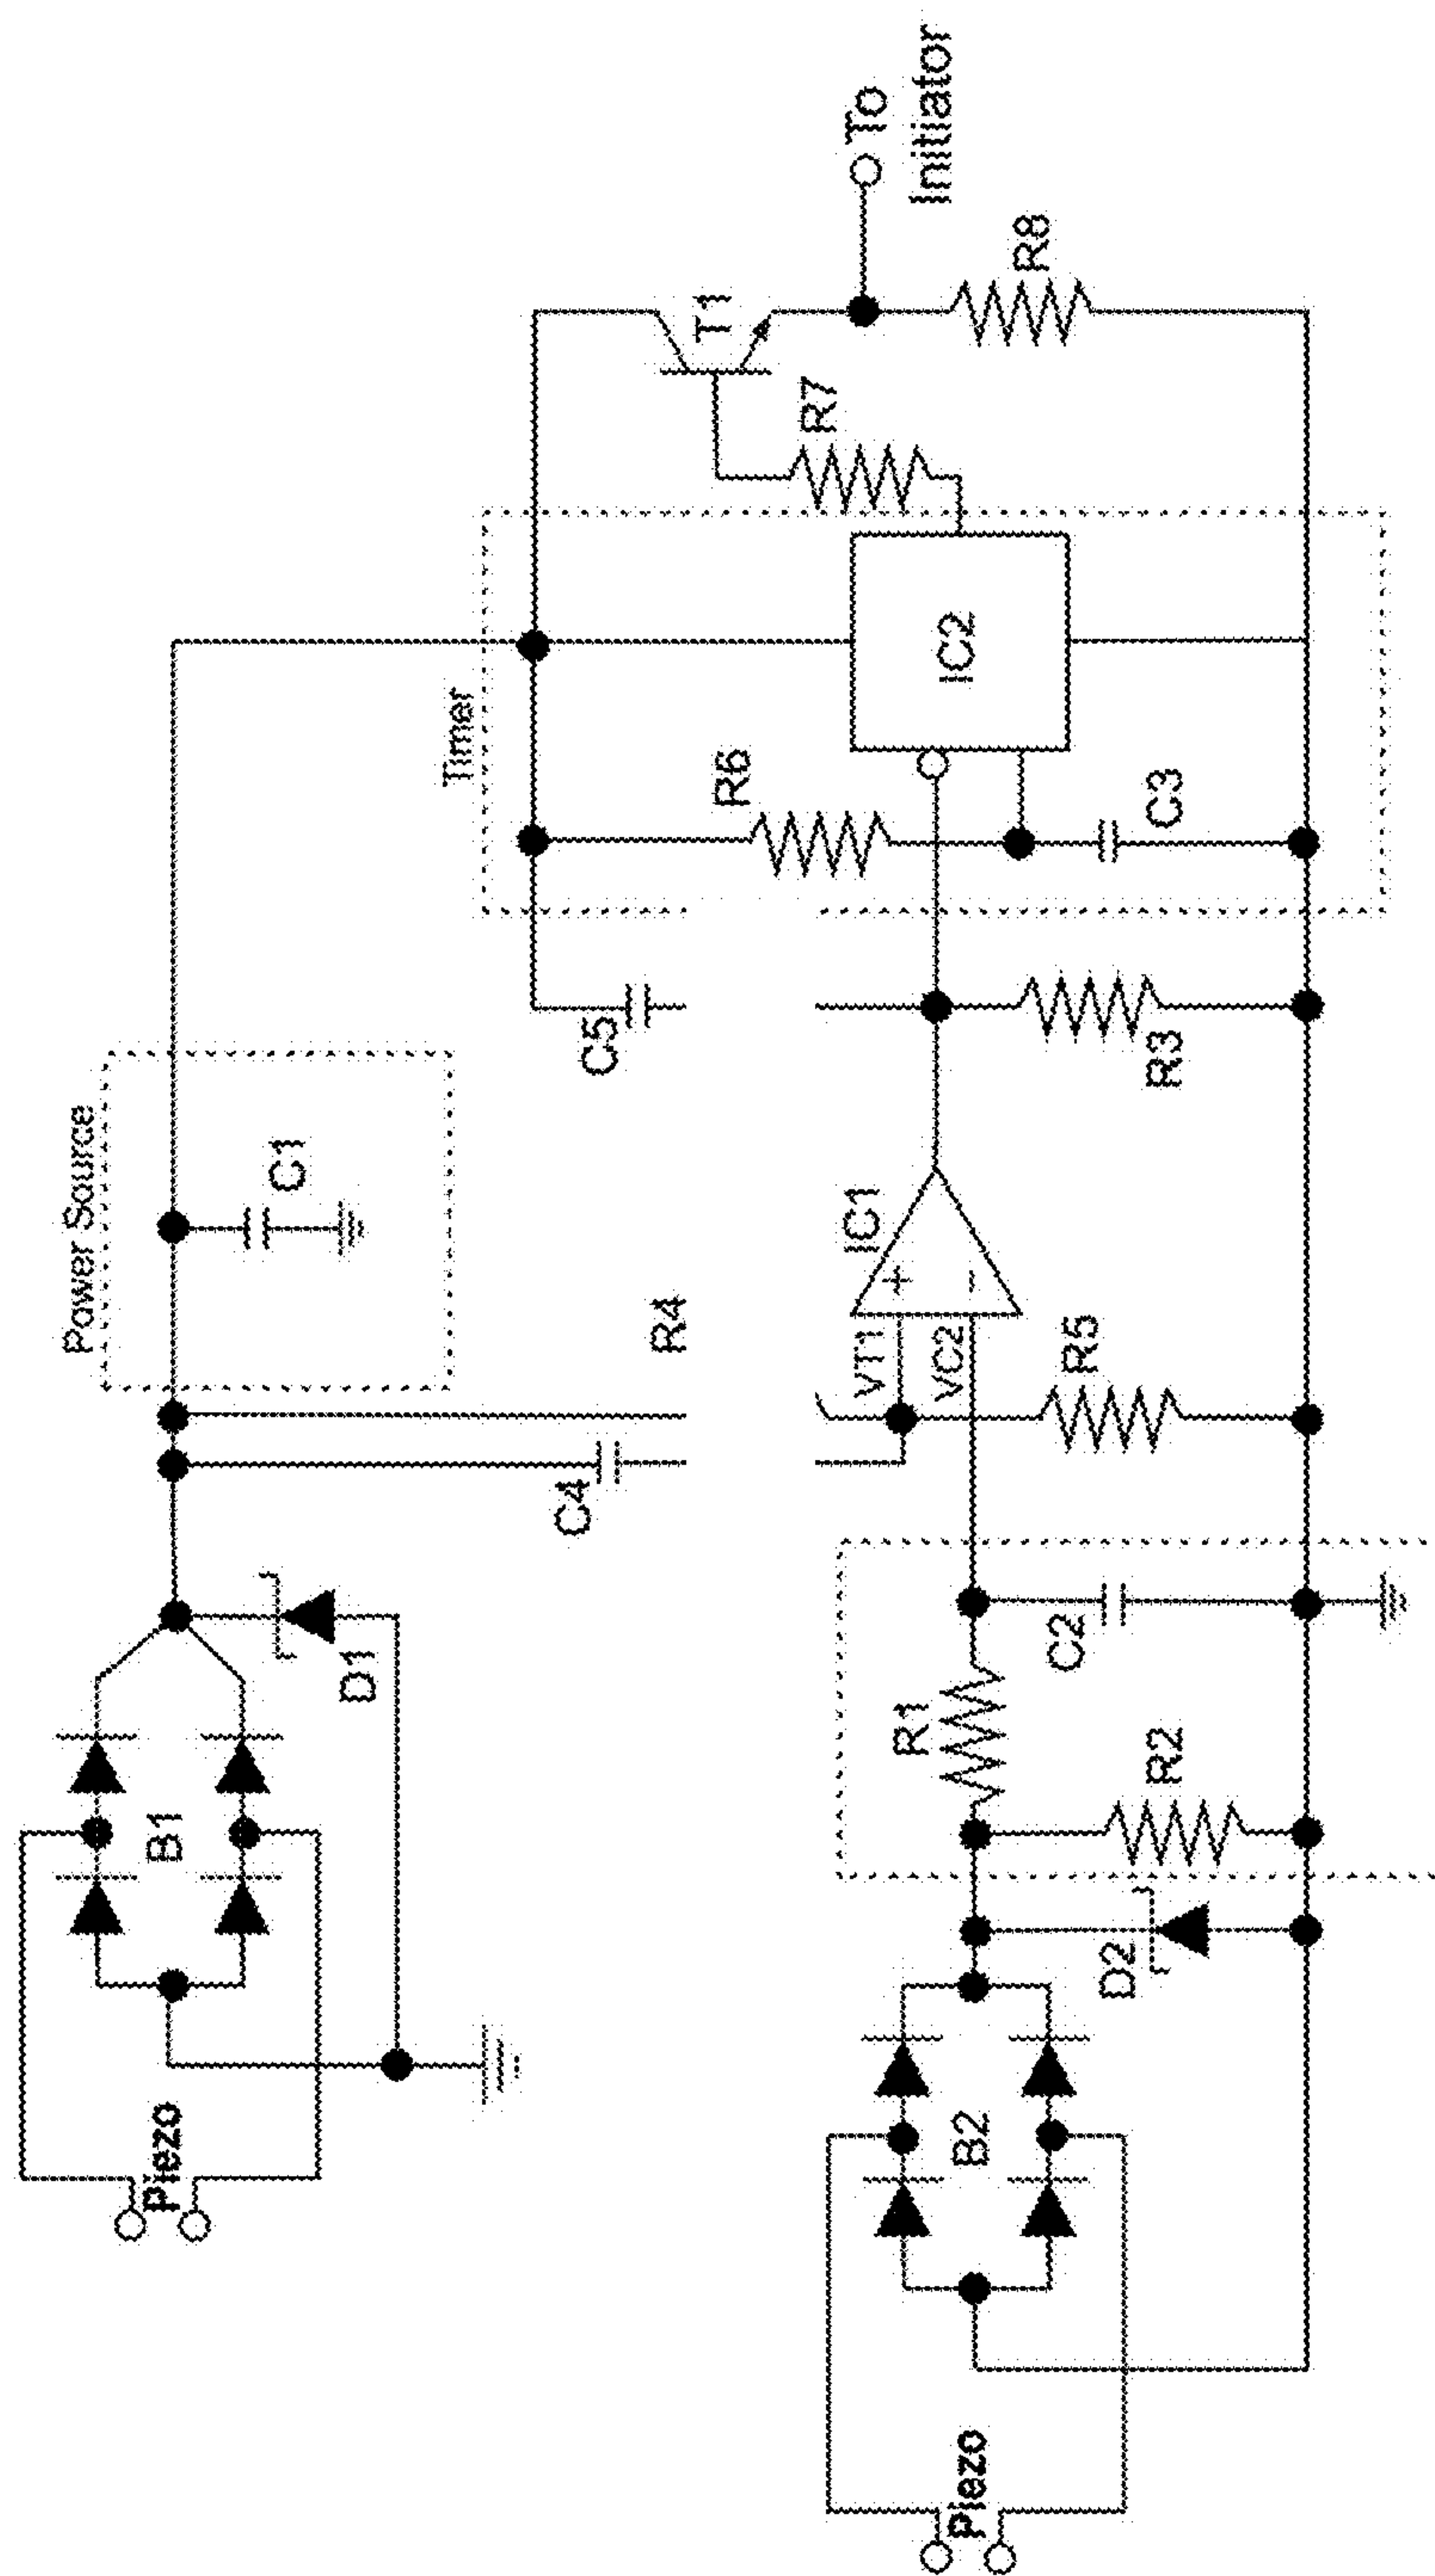 Piezo
B1
D1
Power Source
C1
C4
R4
C5
Timer
R6
IC2
C3
R7
T1
To
Initiator
R8
R3
IC1
+
-
VT1
VC2
R5
C2
R1
R2
D2
B2
Piezo